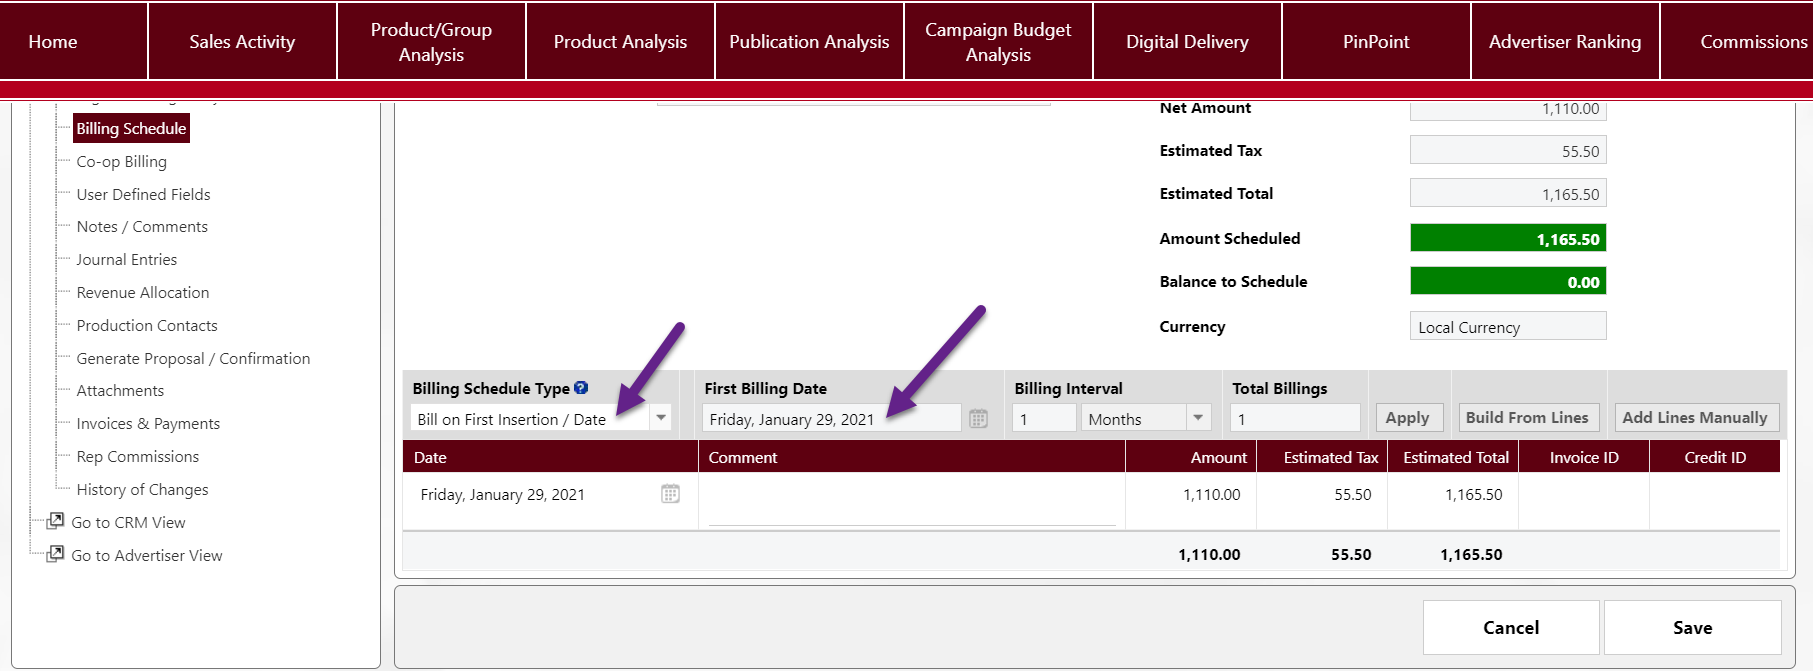 Home
Sales Activity
Product/Group
Analysis
Product Analysis
Publication Analysis
Campaign Budget
Analysis
Digital Delivery
PinPoint
Advertiser Ranking
Commissions
Billing Schedule
Co-op Billing
User Defined Fields
Notes / Comments
Journal Entries
Revenue Allocation
Production Contacts
Generate Proposal / Confirmation
Attachments
Invoices & Payments
Rep Commissions
History of Changes
Go to CRM View
Go to Advertiser View
Net Amount 1,110.00
Estimated Tax 55.50
Estimated Total 1,165.50
Amount Scheduled 1,165.50
Balance to Schedule 0.00
Currency Local Currency
Billing Schedule Type ? First Billing Date Billing Interval Total Billings
Bill on First Insertion / Date Friday, January 29, 2021 1 Months 1 Apply Build From Lines Add Lines Manually
Date Comment Amount Estimated Tax Estimated Total Invoice ID Credit ID
Friday, January 29, 2021 1,110.00 55.50 1,165.50
1,110.00 55.50 1,165.50
Cancel Save